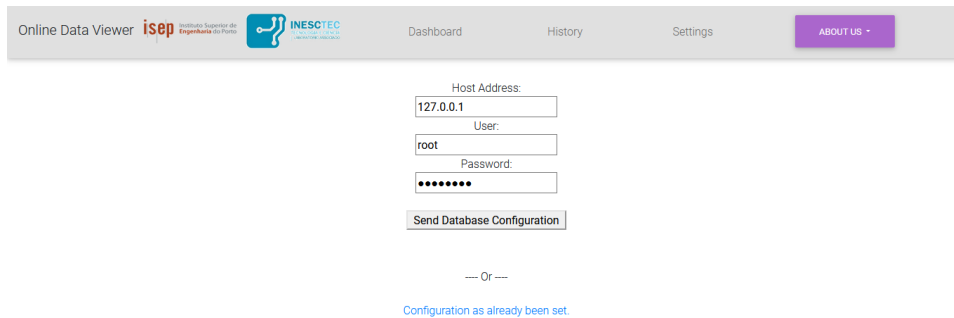 Online Data Viewer isep Instituto Superior de Engenharia do Porto INESCTEC Dashboard History Settings ABOUT US
Host Address:
127.0.0.1
User:
root
Password:
●●●●●●●●
Send Database Configuration
---- Or ----
Configuration as already been set.